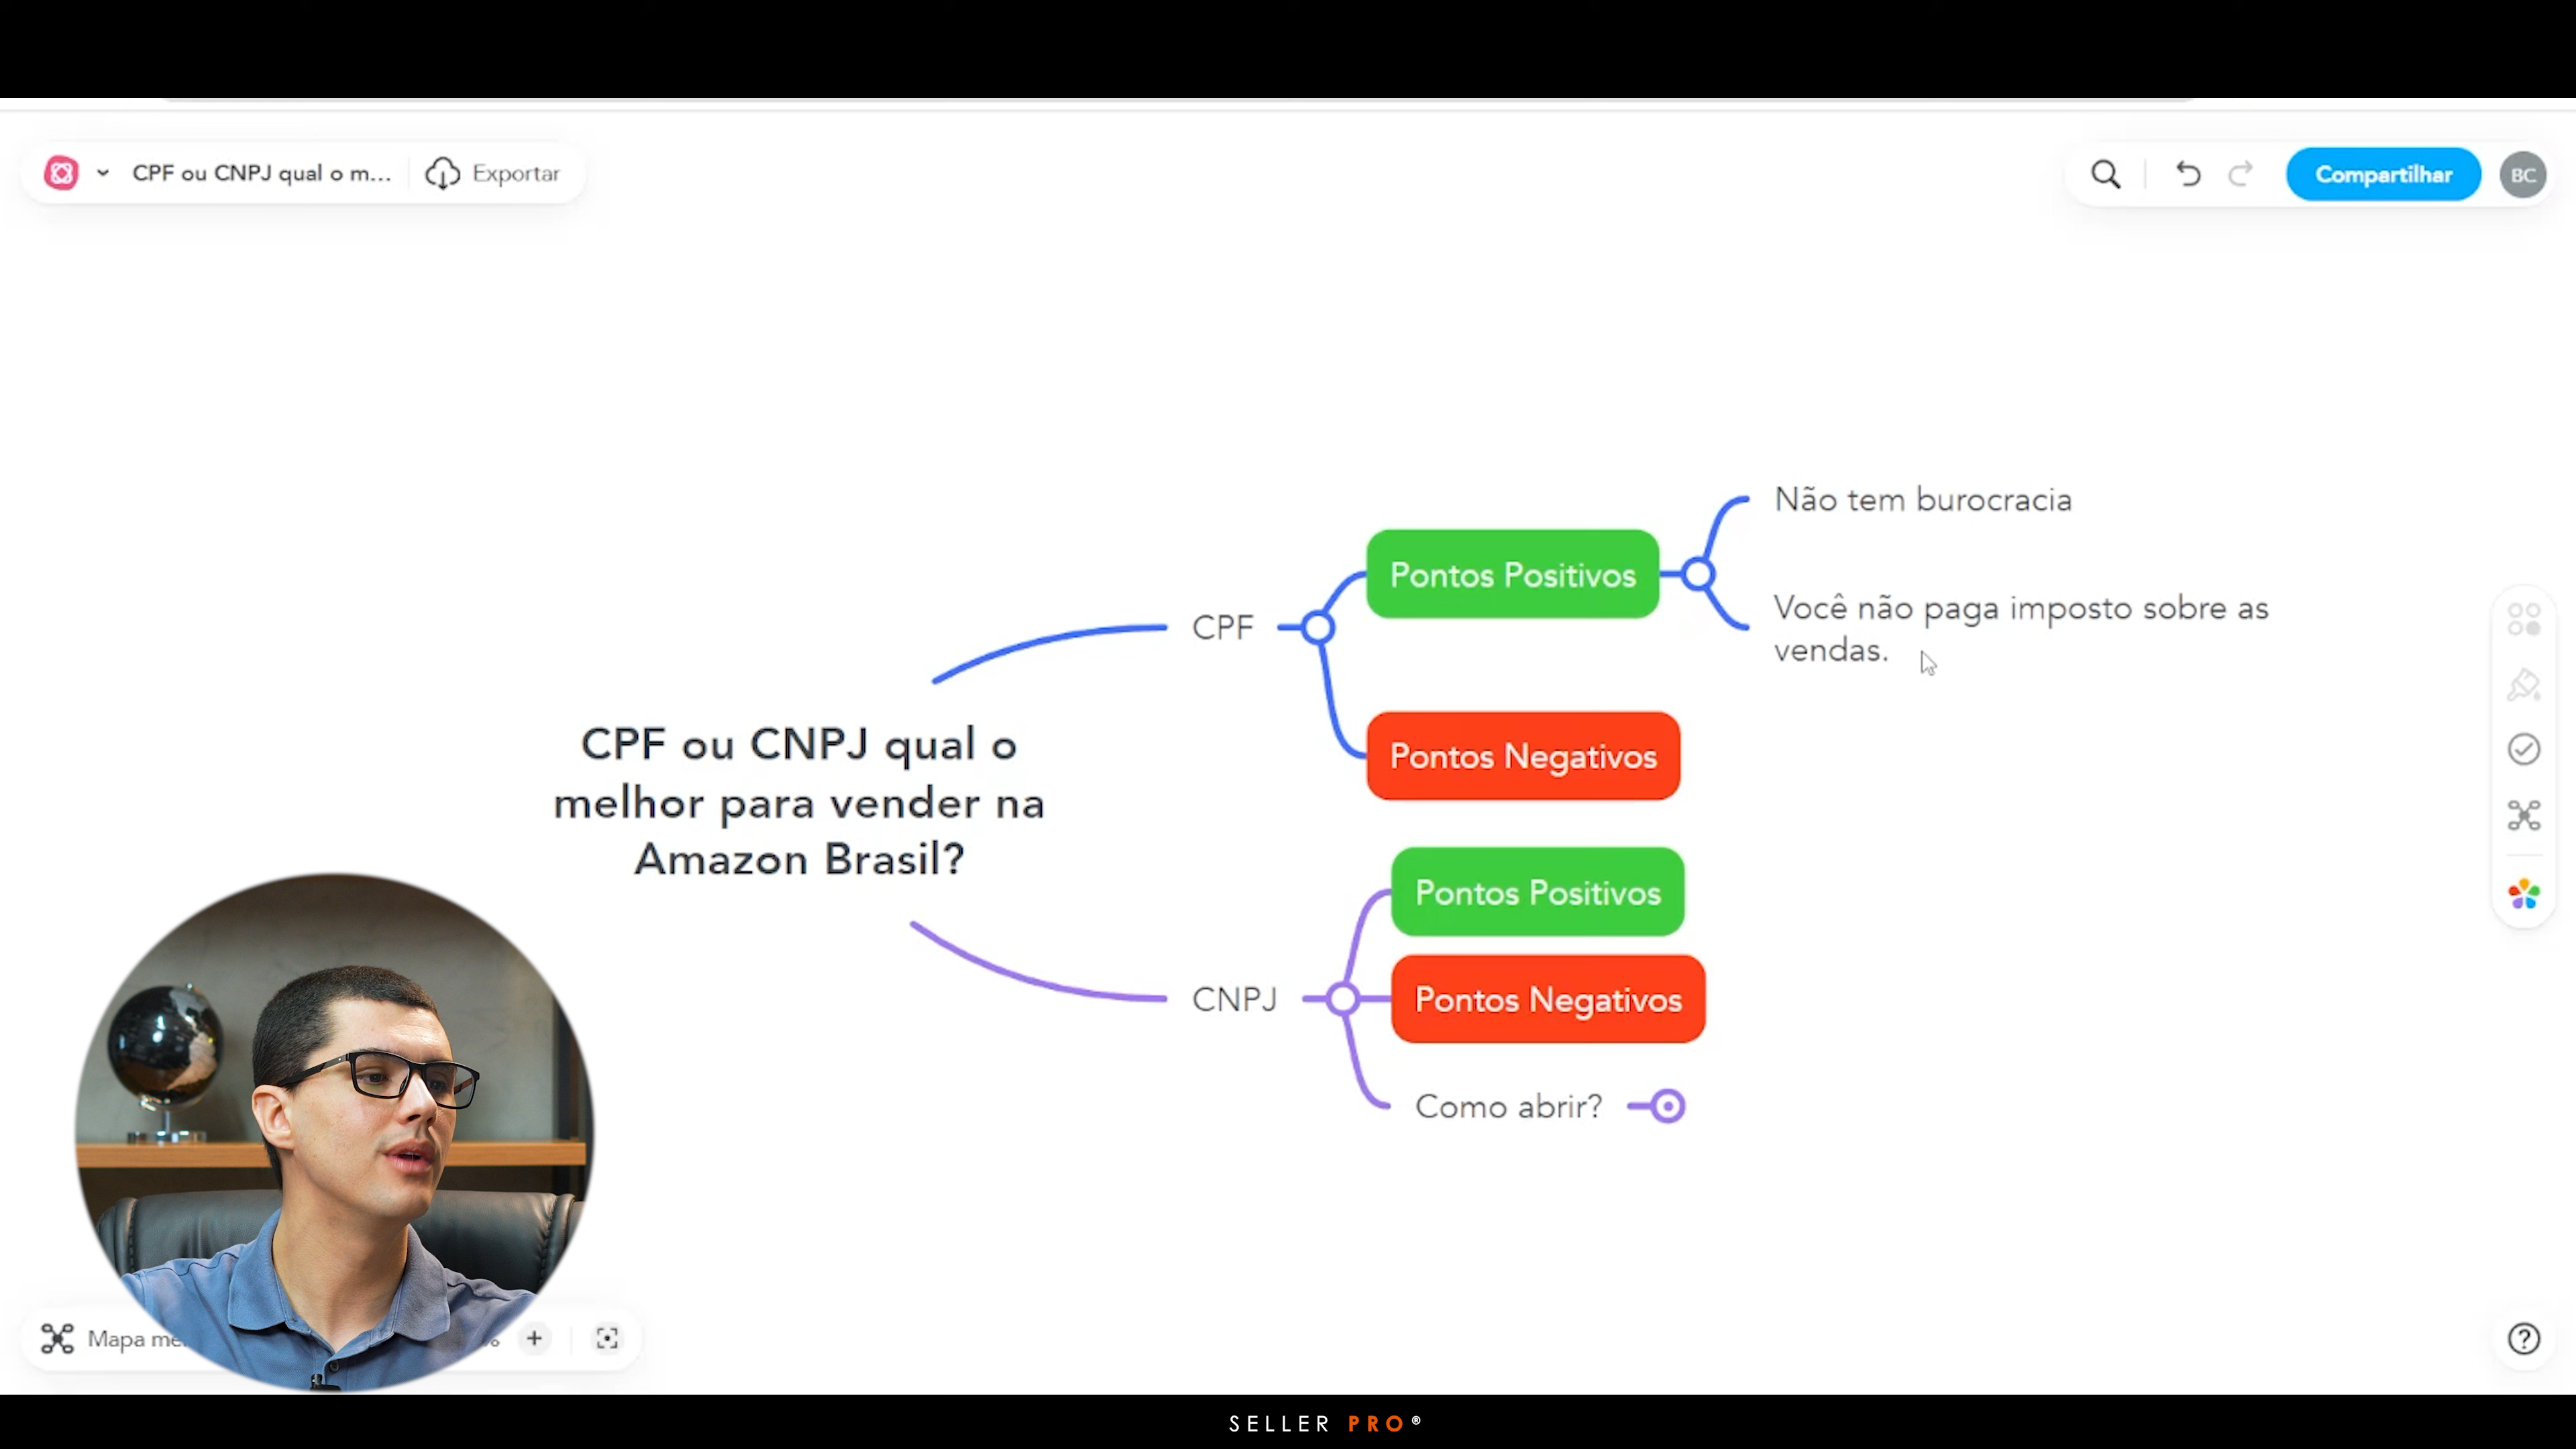 CPF ou CNPJ qual o m...
Exportar
Compartilhar
BC
Não tem burocracia
Pontos Positivos
Você não paga imposto sobre as
vendas.
CPF
Pontos Negativos
CPF ou CNPJ qual o
melhor para vender na
Amazon Brasil?
Pontos Positivos
CNPJ
Pontos Negativos
Como abrir?
Mapa
SELLER PRO®